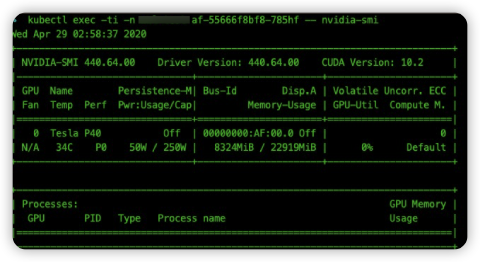 kubectl exec -ti -n af-55666f8bf8-785hf -- nvidia-smi
Wed Apr 29 02:58:37 2020
NVIDIA-SMI 440.64.00 Driver Version: 440.64.00 CUDA Version: 10.2
GPU Name Persistence-M| Bus-Id Disp.A | Volatile Uncorr. ECC
Fan Temp Perf Pwr:Usage/Cap| Memory-Usage | GPU-Util Compute M.
0 Tesla P40 Off | 00000000:AF:00.0 Off | 0
N/A 34C P0 50W / 250W | 8324MiB / 22919MiB | 0% Default
Processes: GPU Memory
GPU PID Type Process name Usage